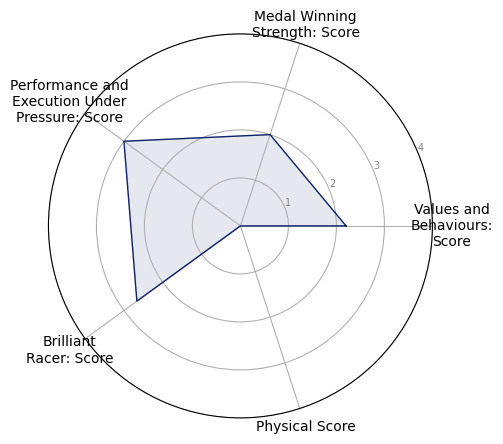 Medal Winning
Strength: Score
Performance and
Execution Under
Pressure: Score
4
3
2
1
Values and
Behaviours:
Score
Brilliant
Racer: Score
Physical Score